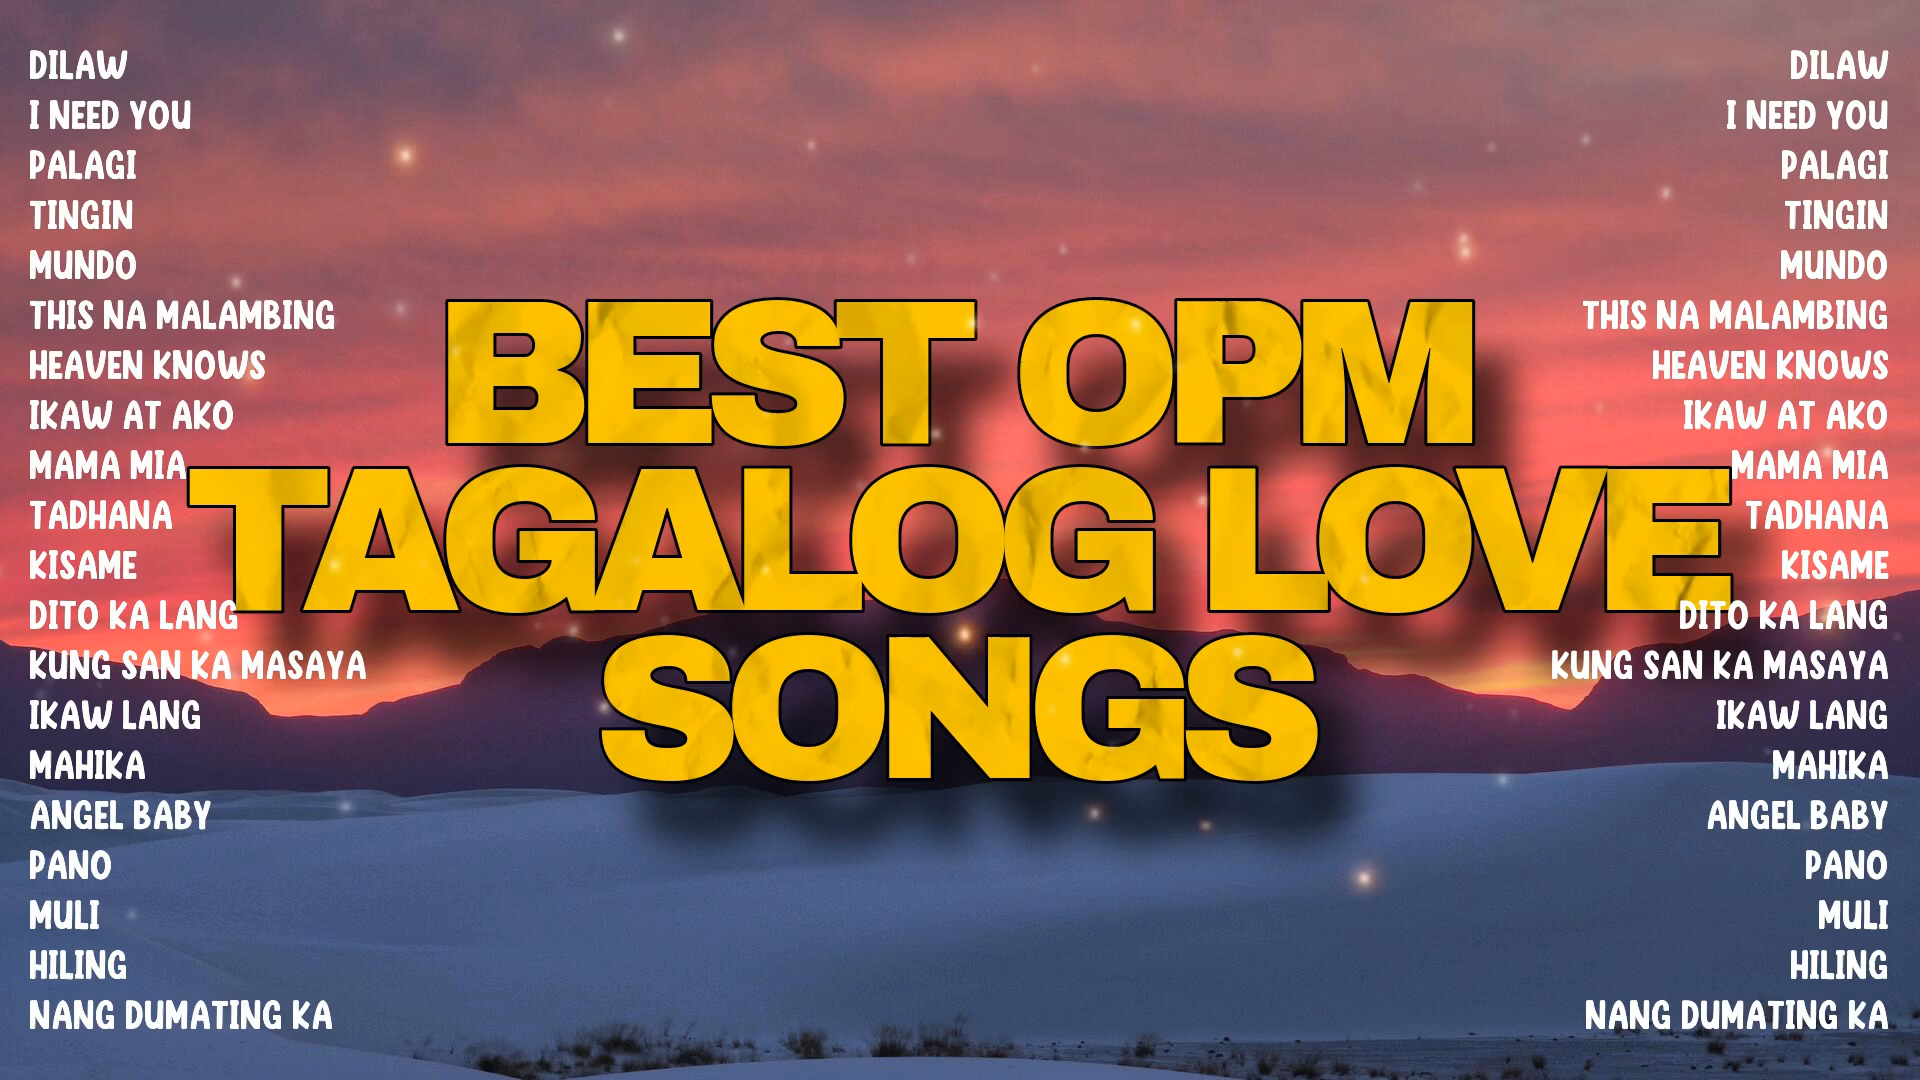 DILAW
I NEED YOU
PALAGI
TINGIN
MUNDO
THIS NA MALAMBING
HEAVEN KNOWS
IKAW AT AKO
MAMA MIA
TADHANA
KISAME
DITO KA LANG
KUNG SAN KA MASAYA
IKAW LANG
MAHIKA
ANGEL BABY
PANO
MULI
HILING
NANG DUMATING KA
BEST OPM
TAGALOG LOVE
SONGS
DILAW
I NEED YOU
PALAGI
TINGIN
MUNDO
THIS NA MALAMBING
HEAVEN KNOWS
IKAW AT AKO
MAMA MIA
TADHANA
KISAME
DITO KA LANG
KUNG SAN KA MASAYA
IKAW LANG
MAHIKA
ANGEL BABY
PANO
MULI
HILING
NANG DUMATING KA